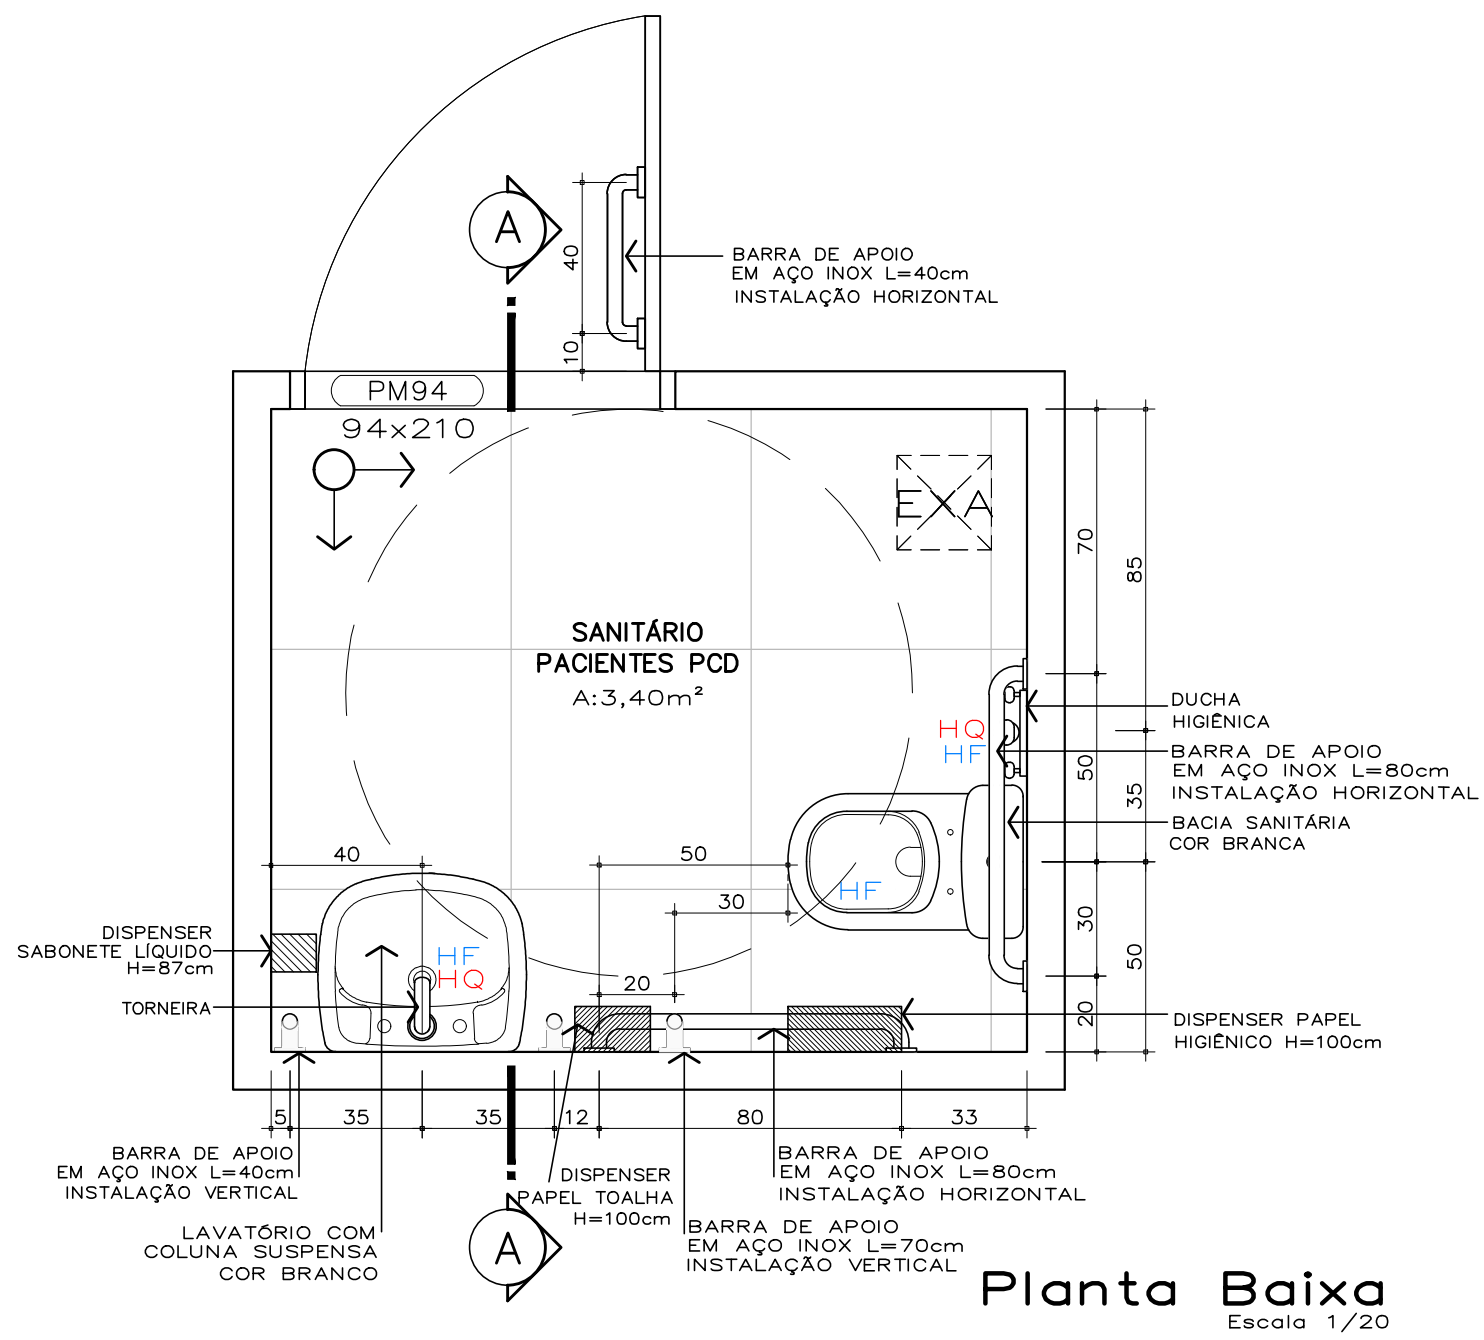 A
40
10
BARRA DE APOIO
EM AÇO INOX L=40cm
INSTALAÇÃO HORIZONTAL
PM94
94x210
EXA
70
85
SANITÁRIO
PACIENTES PCD
A:3,40m²
HQ
HF
DUCHA
HIGIÊNICA
BARRA DE APOIO
EM AÇO INOX L=80cm
INSTALAÇÃO HORIZONTAL
50
35
BACIA SANITÁRIA
COR BRANCA
40
50
HF
30
30
50
DISPENSER
SABONETE LÍQUIDO
H=87cm
HF
HQ
TORNEIRA
20
20
DISPENSER PAPEL
HIGIÊNICO H=100cm
5
35
35
12
80
33
BARRA DE APOIO
EM AÇO INOX L=40cm
INSTALAÇÃO VERTICAL
DISPENSER
PAPEL TOALHA
H=100cm
BARRA DE APOIO
EM AÇO INOX L=80cm
INSTALAÇÃO HORIZONTAL
LAVATÓRIO COM
COLUNA SUSPENSA
COR BRANCO
A
BARRA DE APOIO
EM AÇO INOX L=70cm
INSTALAÇÃO VERTICAL
Planta Baixa
Escala 1/20